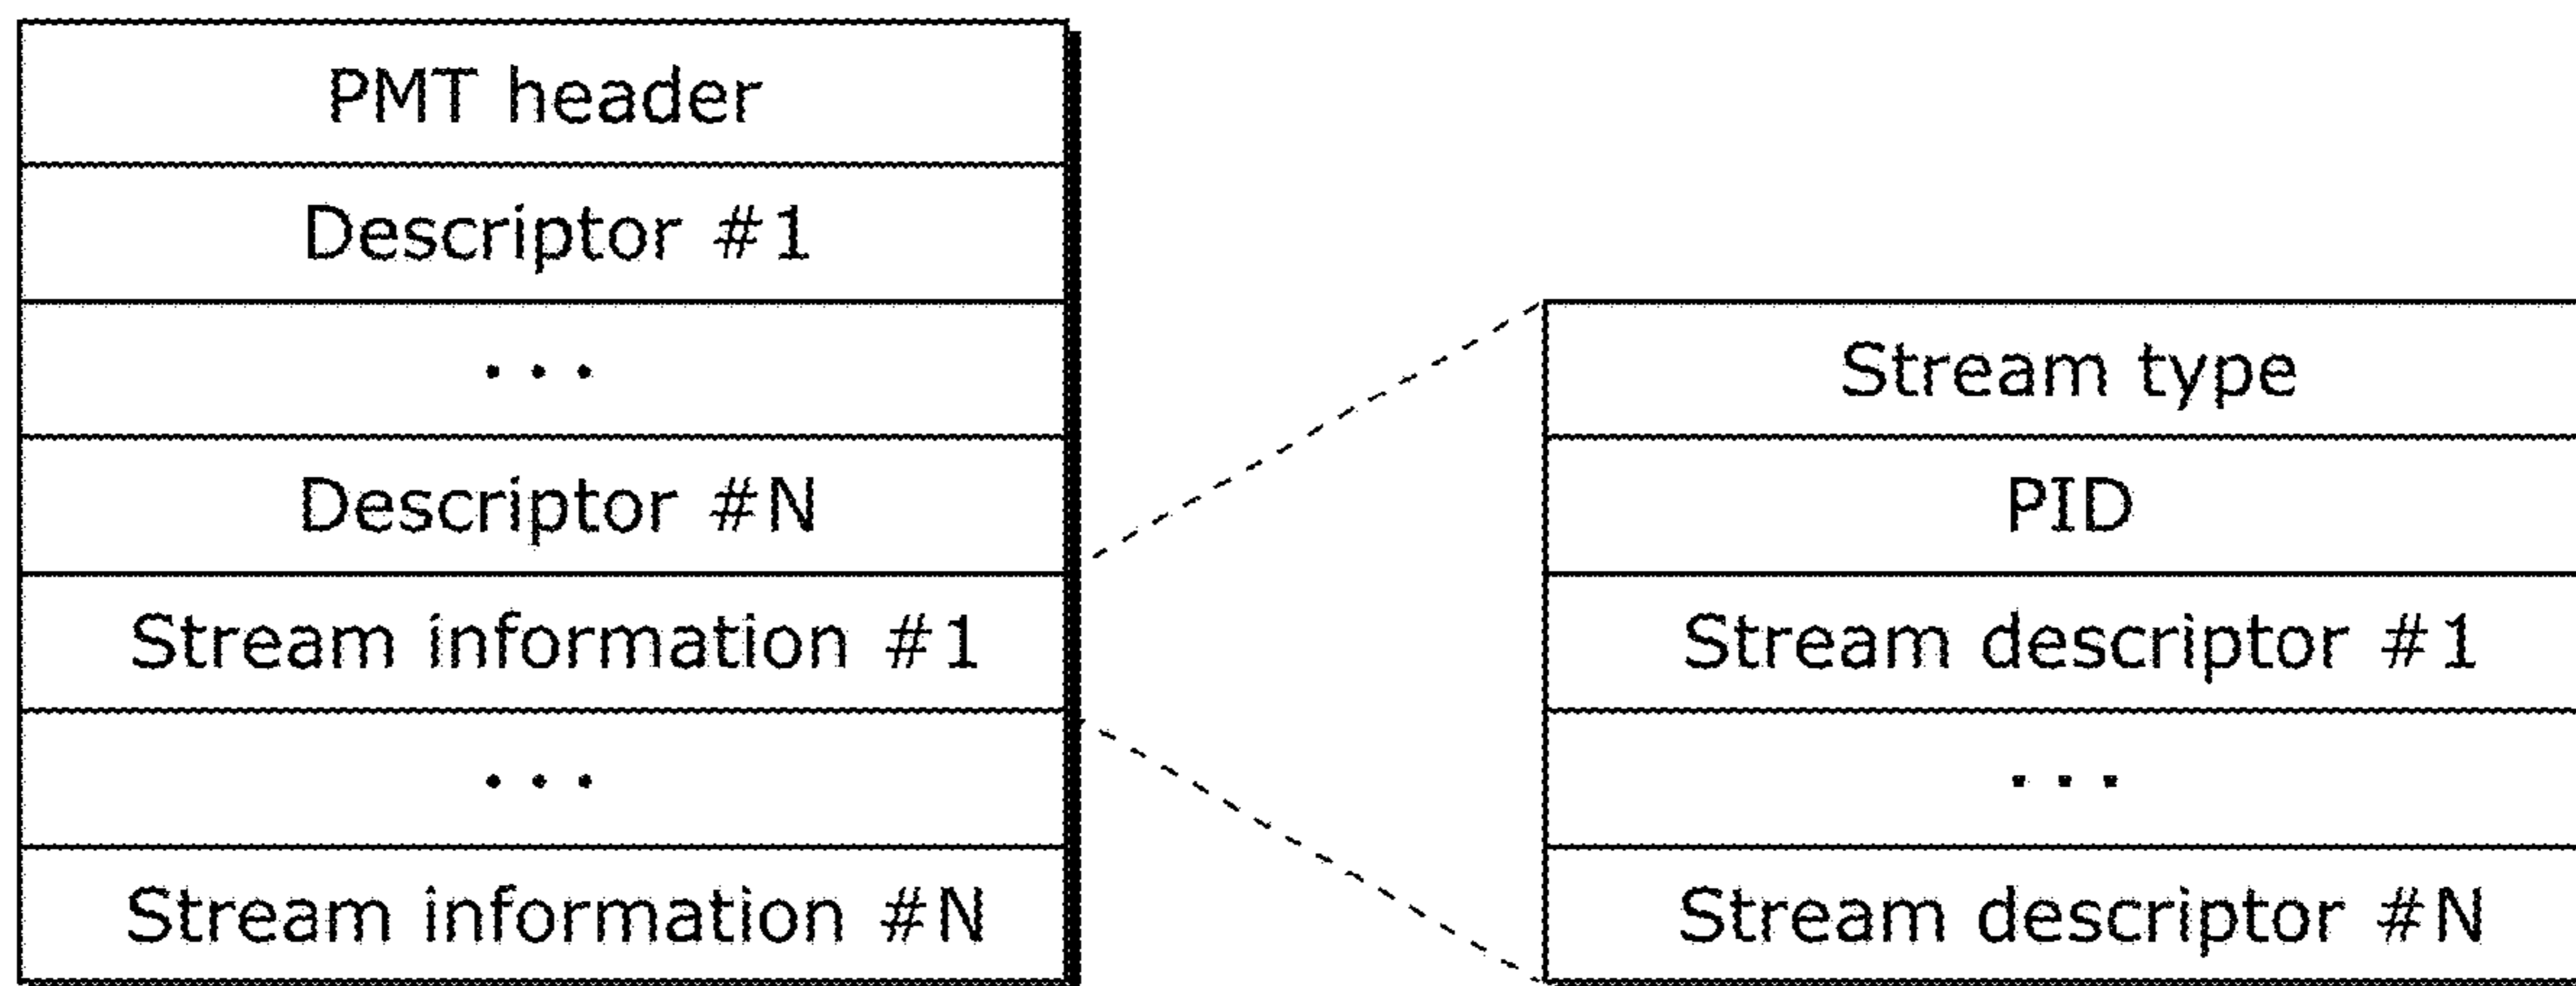 PMT header
Descriptor #1
...
Descriptor #N
Stream information #1
...
Stream information #N
Stream type
PID
Stream descriptor #1
...
Stream descriptor #N